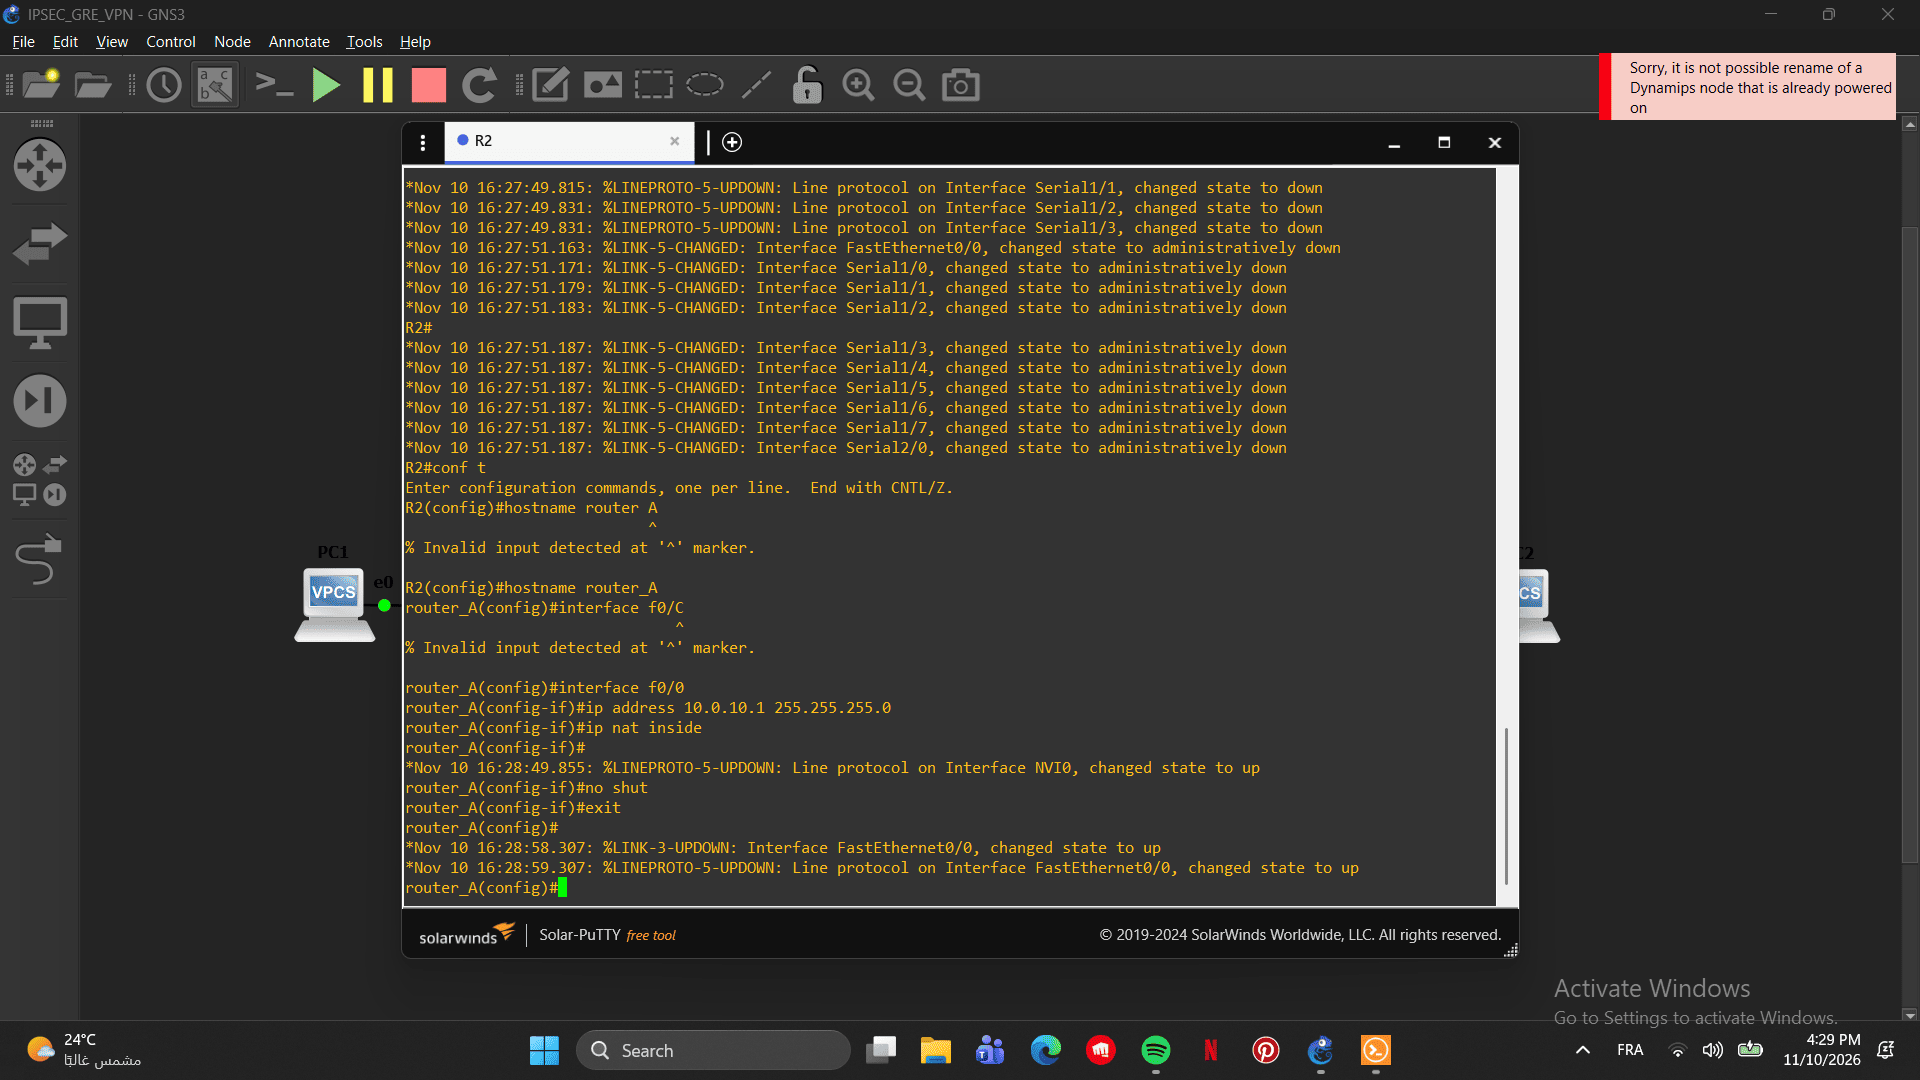 IPSEC_GRE_VPN - GNS3
File Edit View Control Node Annotate Tools Help
a c
b
Sorry, it is not possible rename of a
Dynamips node that is already powered
on
R2
*Nov 10 16:27:49.815: %LINEPROTO-5-UPDOWN: Line protocol on Interface Serial1/1, changed state to down
*Nov 10 16:27:49.831: %LINEPROTO-5-UPDOWN: Line protocol on Interface Serial1/2, changed state to down
*Nov 10 16:27:49.831: %LINEPROTO-5-UPDOWN: Line protocol on Interface Serial1/3, changed state to down
*Nov 10 16:27:51.163: %LINK-5-CHANGED: Interface FastEthernet0/0, changed state to administratively down
*Nov 10 16:27:51.171: %LINK-5-CHANGED: Interface Serial1/0, changed state to administratively down
*Nov 10 16:27:51.179: %LINK-5-CHANGED: Interface Serial1/1, changed state to administratively down
*Nov 10 16:27:51.183: %LINK-5-CHANGED: Interface Serial1/2, changed state to administratively down
R2#
*Nov 10 16:27:51.187: %LINK-5-CHANGED: Interface Serial1/3, changed state to administratively down
*Nov 10 16:27:51.187: %LINK-5-CHANGED: Interface Serial1/4, changed state to administratively down
*Nov 10 16:27:51.187: %LINK-5-CHANGED: Interface Serial1/5, changed state to administratively down
*Nov 10 16:27:51.187: %LINK-5-CHANGED: Interface Serial1/6, changed state to administratively down
*Nov 10 16:27:51.187: %LINK-5-CHANGED: Interface Serial1/7, changed state to administratively down
*Nov 10 16:27:51.187: %LINK-5-CHANGED: Interface Serial2/0, changed state to administratively down
R2#conf t
Enter configuration commands, one per line.  End with CNTL/Z.
R2(config)#hostname router A
^
% Invalid input detected at '^' marker.
R2(config)#hostname router_A
router_A(config)#interface f0/C
^
% Invalid input detected at '^' marker.
router_A(config)#interface f0/0
router_A(config-if)#ip address 10.0.10.1 255.255.255.0
router_A(config-if)#ip nat inside
router_A(config-if)#
*Nov 10 16:28:49.855: %LINEPROTO-5-UPDOWN: Line protocol on Interface NVI0, changed state to up
router_A(config-if)#no shut
router_A(config-if)#exit
router_A(config)#
*Nov 10 16:28:58.307: %LINK-3-UPDOWN: Interface FastEthernet0/0, changed state to up
*Nov 10 16:28:59.307: %LINEPROTO-5-UPDOWN: Line protocol on Interface FastEthernet0/0, changed state to up
router_A(config)#
PC1
e0
VPCS
C2
CS
solarwinds Solar-PuTTY free tool
© 2019-2024 SolarWinds Worldwide, LLC. All rights reserved.
Activate Windows
Go to Settings to activate Windows.
24°C
مشمس غالبًا
Search
FRA
4:29 PM
11/10/2026